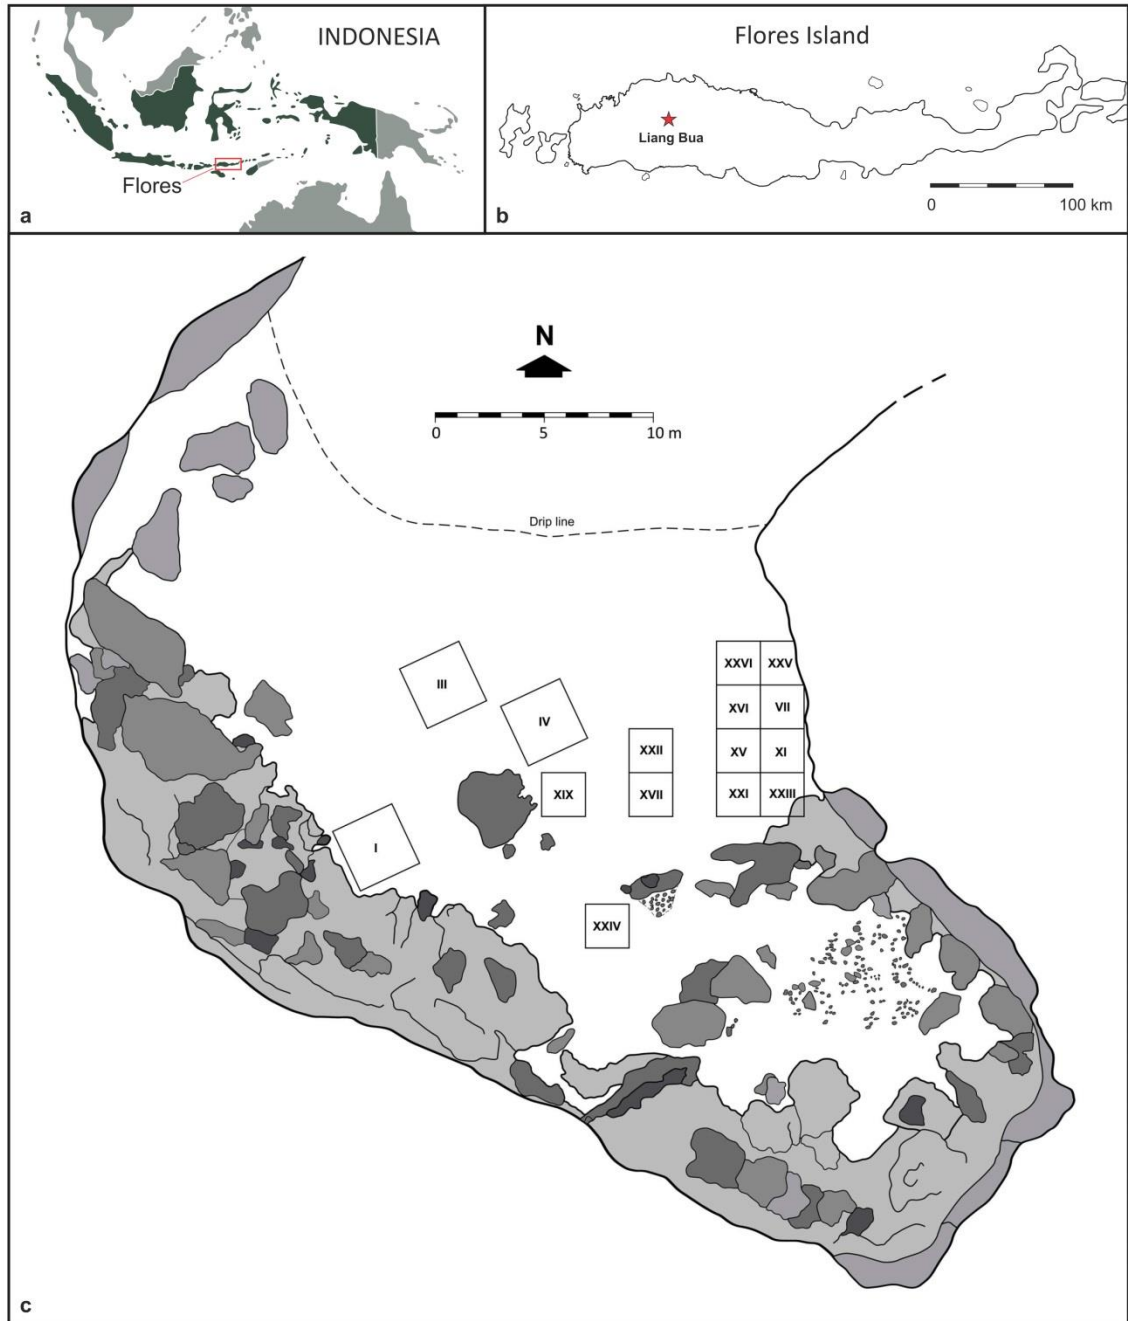 INDONESIA
Flores
a
Flores Island
Liang Bua
0 100 km
b
N
0 5 10 m
Drip line
XXVI XXV
III
XVI VII
IV
XXII XV XI
XIX XVII XXI XXIII
I
XXIV
c